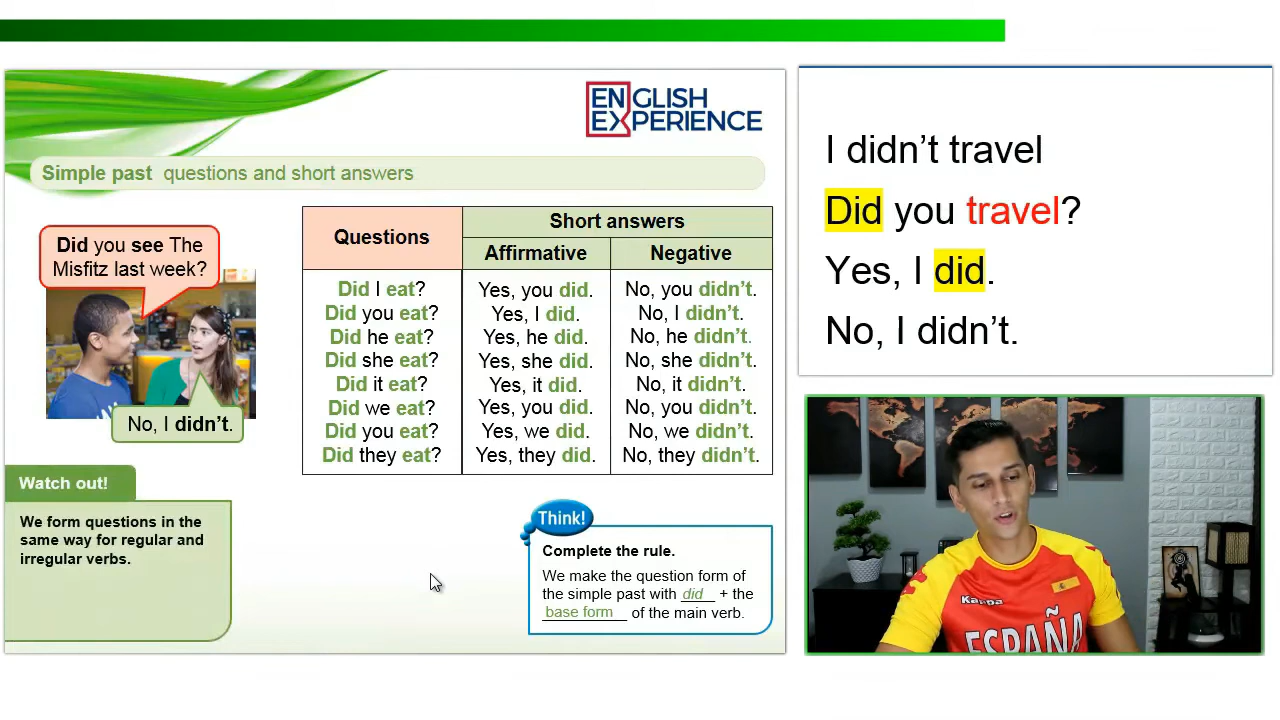 ENGLISH
EXPERIENCE
Simple past questions and short answers
Did you see The
Misfitz last week?
No, I didn't.
Questions
Short answers
Affirmative Negative
Did I eat? Yes, you did. No, you didn't.
Did you eat? Yes, I did. No, I didn't.
Did he eat? Yes, he did. No, he didn't.
Did she eat? Yes, she did. No, she didn't.
Did it eat? Yes, it did. No, it didn't.
Did we eat? Yes, you did. No, you didn't.
Did you eat? Yes, we did. No, we didn't.
Did they eat? Yes, they did. No, they didn't.
Watch out!
We form questions in the
same way for regular and
irregular verbs.
Think!
Complete the rule.
We make the question form of
the simple past with did + the
base form of the main verb.
I didn't travel
Did you travel?
Yes, I did.
No, I didn't.
Kappa
ESPAÑA